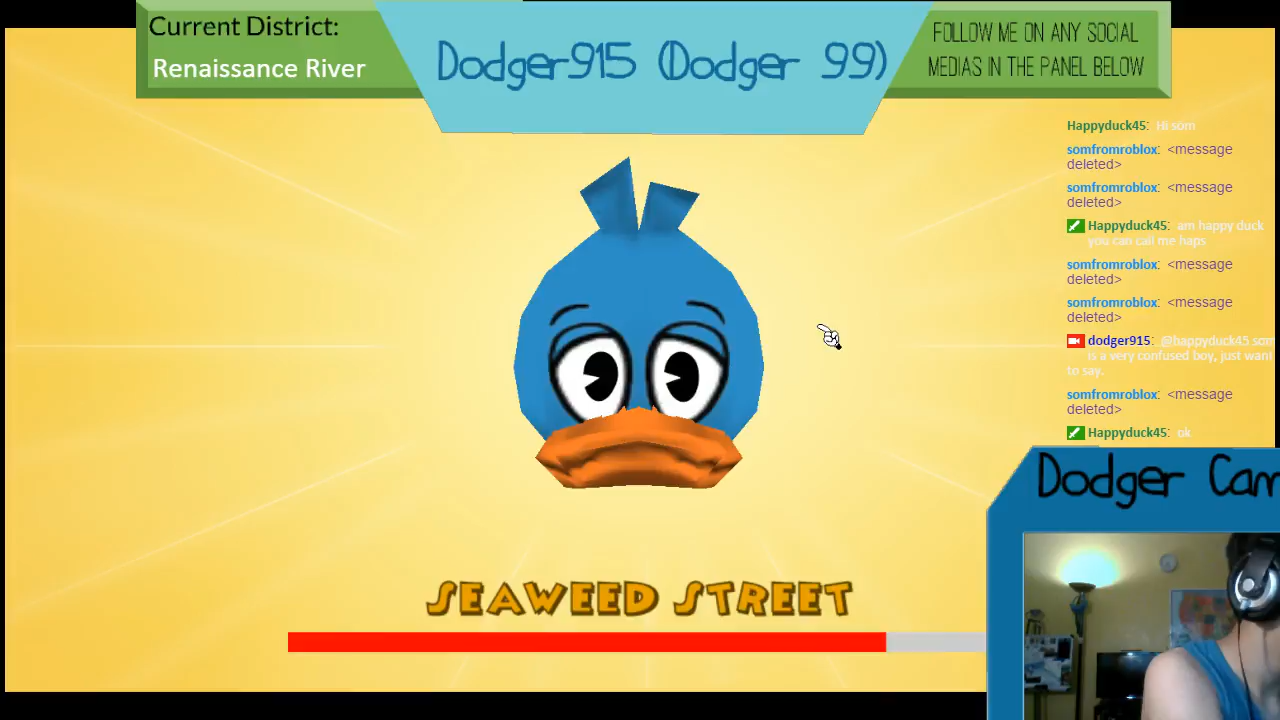 Current District:
Renaissance River
Dodger915 (Dodger 99)
FOLLOW ME ON ANY SOCIAL
MEDIAS IN THE PANEL BELOW
Happyduck45: Hi som
somfromroblox: <message
deleted>
somfromroblox: <message
deleted>
Happyduck45: am happy duck
you can call me haps
somfromroblox: <message
deleted>
somfromroblox: <message
deleted>
dodger915: @happyduck45 som
is a very confused boy, just want
to say.
somfromroblox: <message
deleted>
Happyduck45: ok
Dodger Cam
SEAWEED STREET